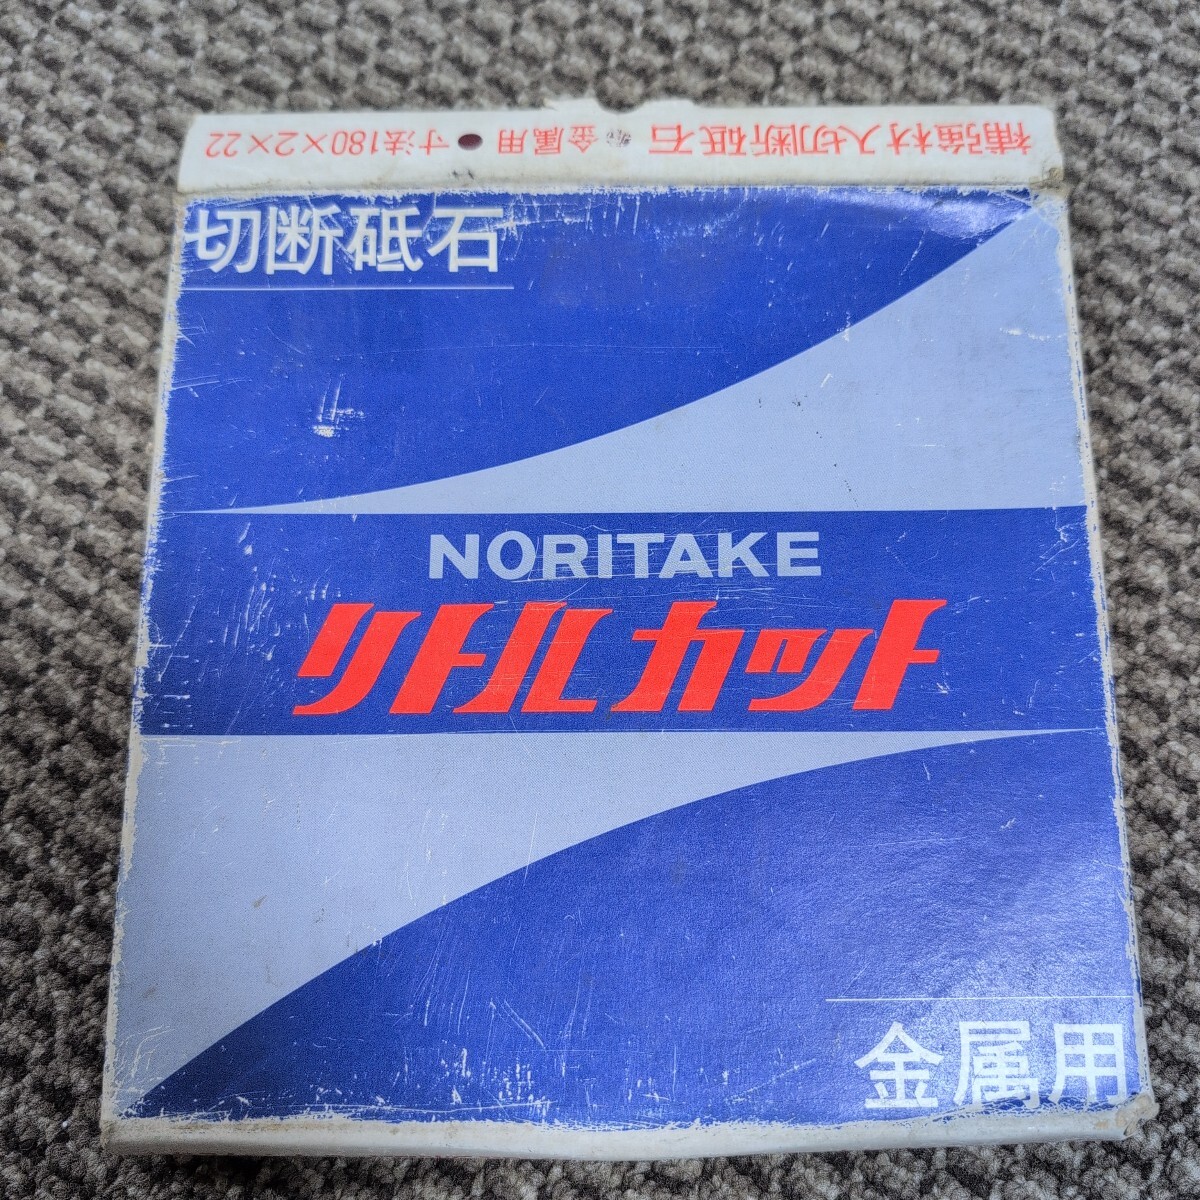 補強材入切断砥石 金属用 寸法180×2×22
切断砥石
NORITAKE
リトルカット
金属用